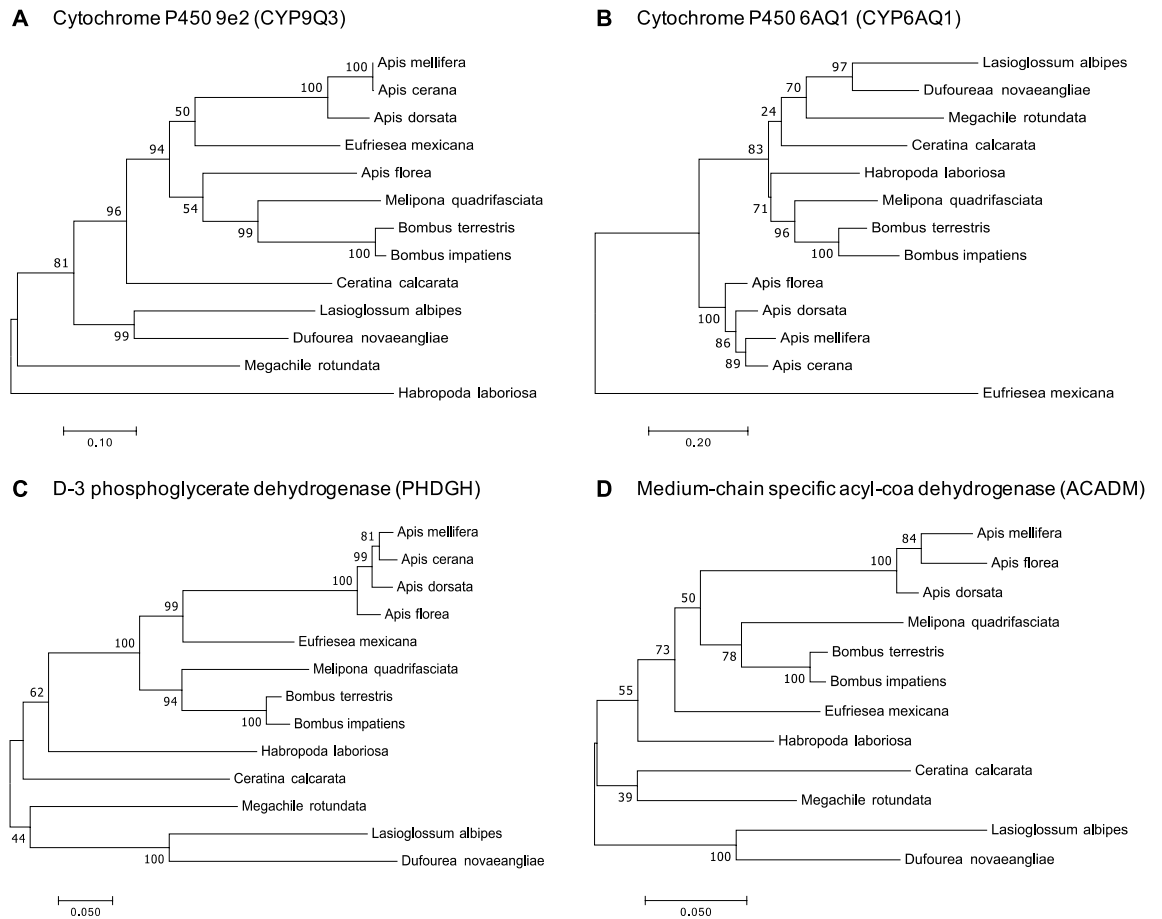 A Cytochrome P450 9e2 (CYP9Q3)
100 Apis mellifera
100 Apis cerana
Apis dorsata
50
Eufriesea mexicana
94
Apis florea
54
Melipona quadrifasciata
99
Bombus terrestris
100 Bombus impatiens
96
Ceratina calcarata
81
Lasioglossum albipes
99
Dufourea novaeangliae
Megachile rotundata
Habropoda laboriosa
0.10
B Cytochrome P450 6AQ1 (CYP6AQ1)
97 Lasioglossum albipes
70
Dufoureaa novaeangliae
24
Megachile rotundata
Ceratina calcarata
83
Habropoda laboriosa
71
Melipona quadrifasciata
96
Bombus terrestris
100 Bombus impatiens
Apis florea
100
Apis dorsata
86
Apis mellifera
89 Apis cerana
Eufriesea mexicana
0.20
C D-3 phosphoglycerate dehydrogenase (PHDGH)
81 Apis mellifera
99 Apis cerana
100 Apis dorsata
Apis florea
99
Eufriesea mexicana
100
Melipona quadrifasciata
94
Bombus terrestris
100 Bombus impatiens
62
Habropoda laboriosa
Ceratina calcarata
Megachile rotundata
44
Lasioglossum albipes
100 Dufourea novaeangliae
0.050
D Medium-chain specific acyl-coa dehydrogenase (ACADM)
84 Apis mellifera
100 Apis florea
Apis dorsata
50
Melipona quadrifasciata
78
Bombus terrestris
100 Bombus impatiens
73
Eufriesea mexicana
55
Habropoda laboriosa
Ceratina calcarata
39 Megachile rotundata
Lasioglossum albipes
100 Dufourea novaeangliae
0.050